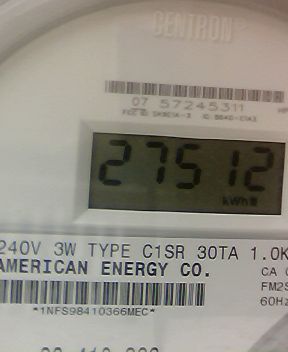 CENTRON
07 57245311
27512
kWh
240V 3W TYPE C1SR 30TA 1.0K
AMERICAN ENERGY CO.
CA
FM2S
60Hz
*1NFS98410366MEC*